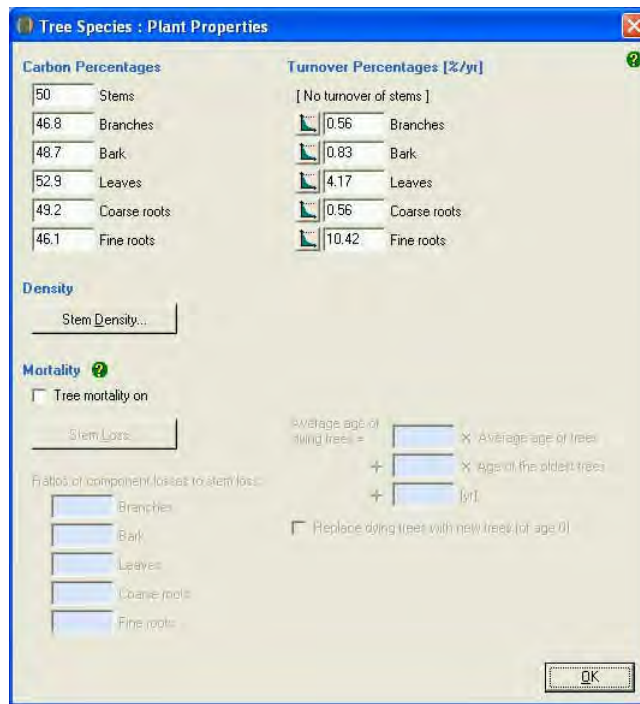 Tree Species : Plant Properties
Carbon Percentages
50 Stems
46.8 Branches
48.7 Bark
52.9 Leaves
49.2 Coarse roots
46.1 Fine roots
Turnover Percentages [%/yr]
[ No turnover of stems ]
0.56 Branches
0.83 Bark
4.17 Leaves
0.56 Coarse roots
10.42 Fine roots
Density
Stem Density...
Mortality ?
Tree mortality on
Stem Loss
Ratios of component losses to stem loss:
Branches
Bark
Leaves
Coarse roots
Fine roots
Average age of
dying trees = × Average age of trees
+ × Age of the oldest trees
+ [yr]
Replace dying trees with new trees (of age 0)
OK
?